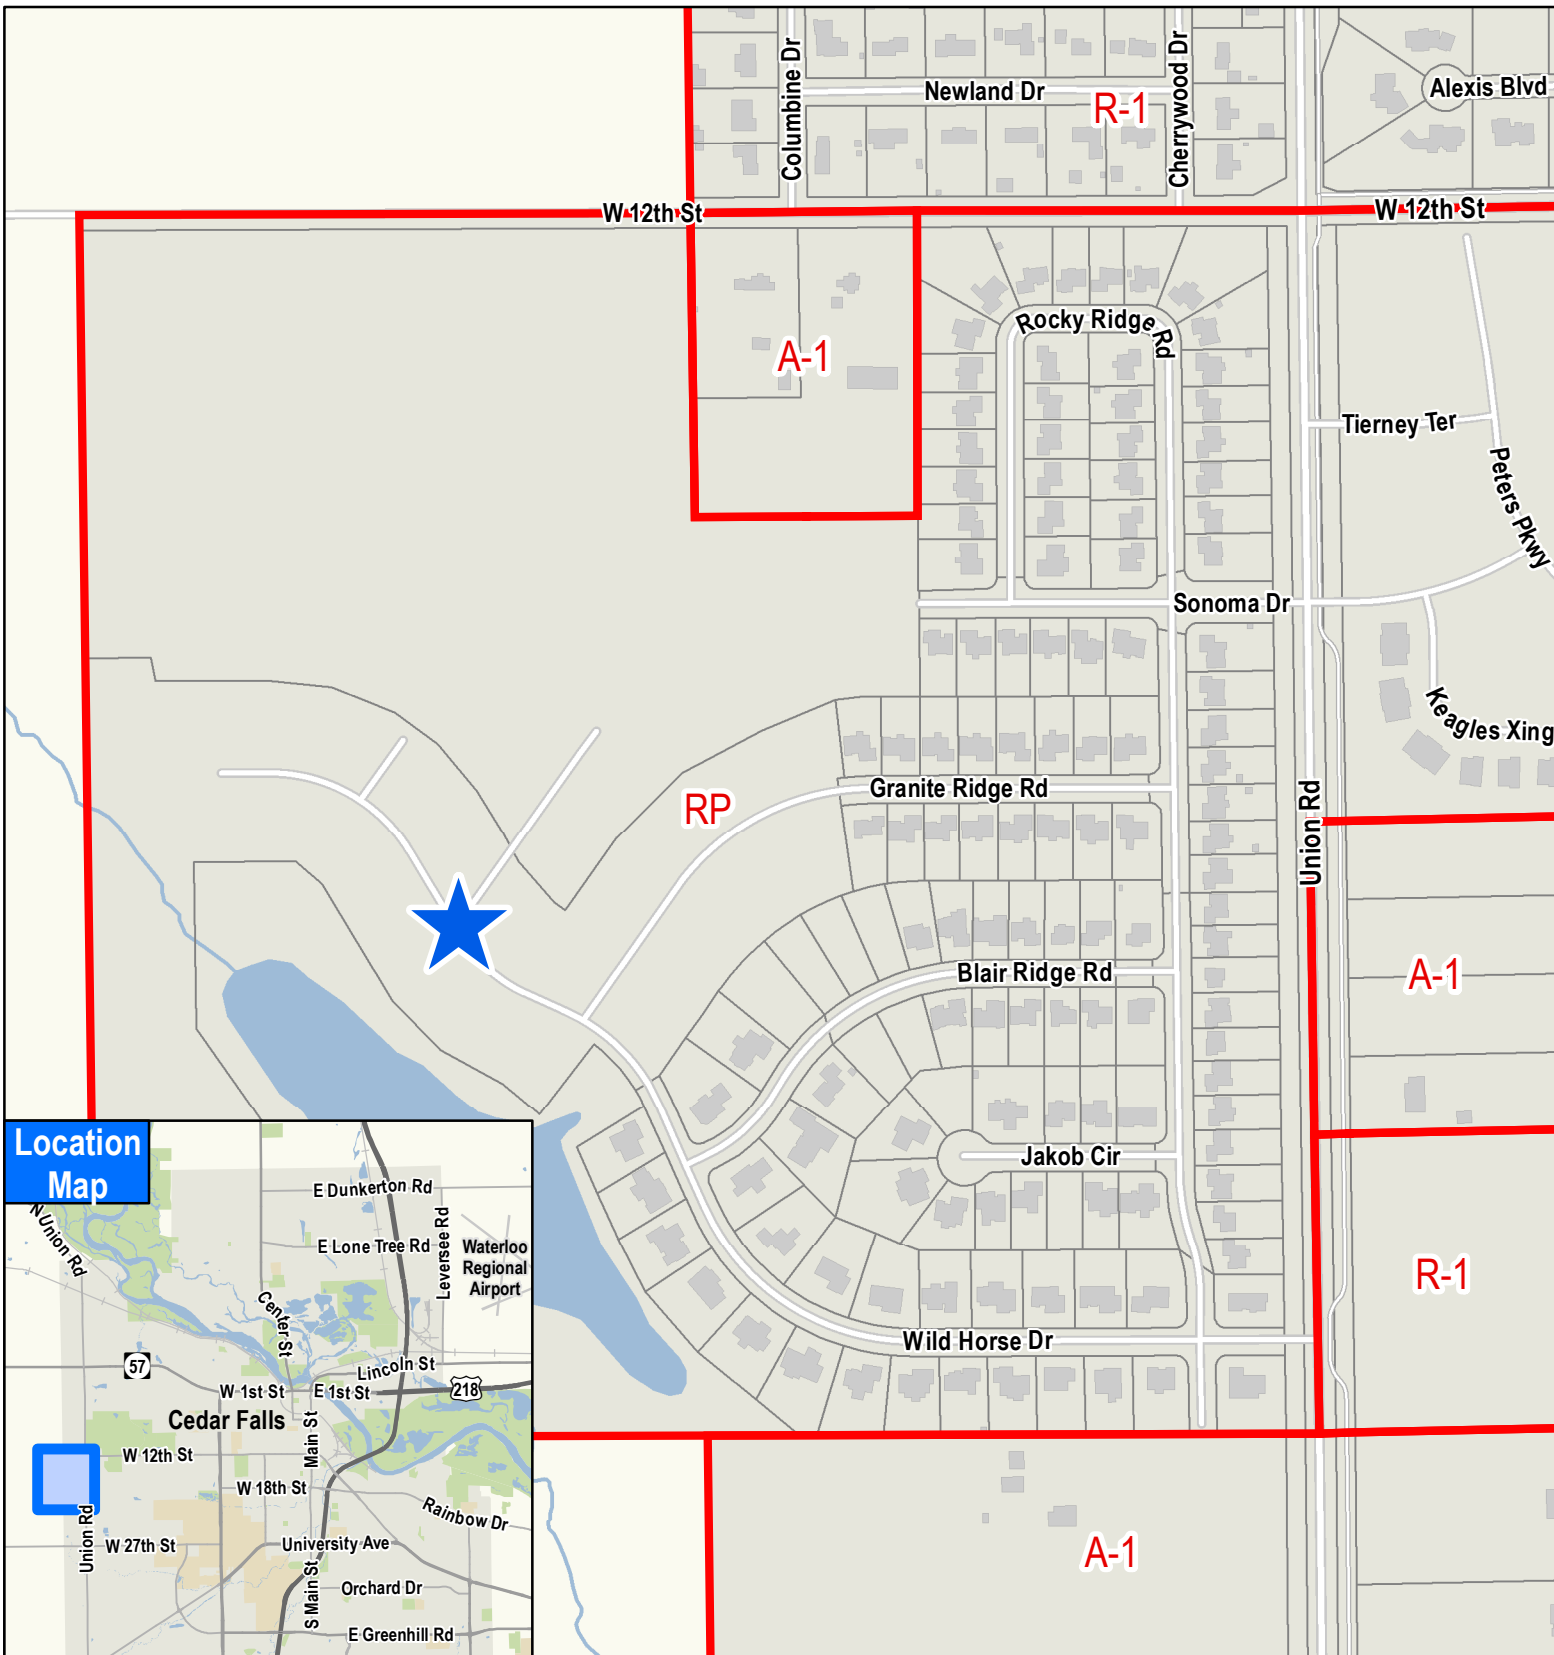 Columbine Dr
Newland Dr
R-1
Cherrywood Dr
Alexis Blvd
W 12th St
W 12th St
A-1
Rocky Ridge Rd
Tierney Ter
Peters Pkwy
Sonoma Dr
Keagles Xing
Granite Ridge Rd
RP
Union Rd
Blair Ridge Rd
A-1
Jakob Cir
R-1
Wild Horse Dr
A-1
Location
Map
N Union Rd
E Dunkerton Rd
E Lone Tree Rd
Leversee Rd
Waterloo
Regional
Airport
Center St
57
Lincoln St
W 1st St
E 1st St
218
Cedar Falls
Main St
W 12th St
W 18th St
Rainbow Dr
Union Rd
W 27th St
University Ave
S Main St
Orchard Dr
E Greenhill Rd